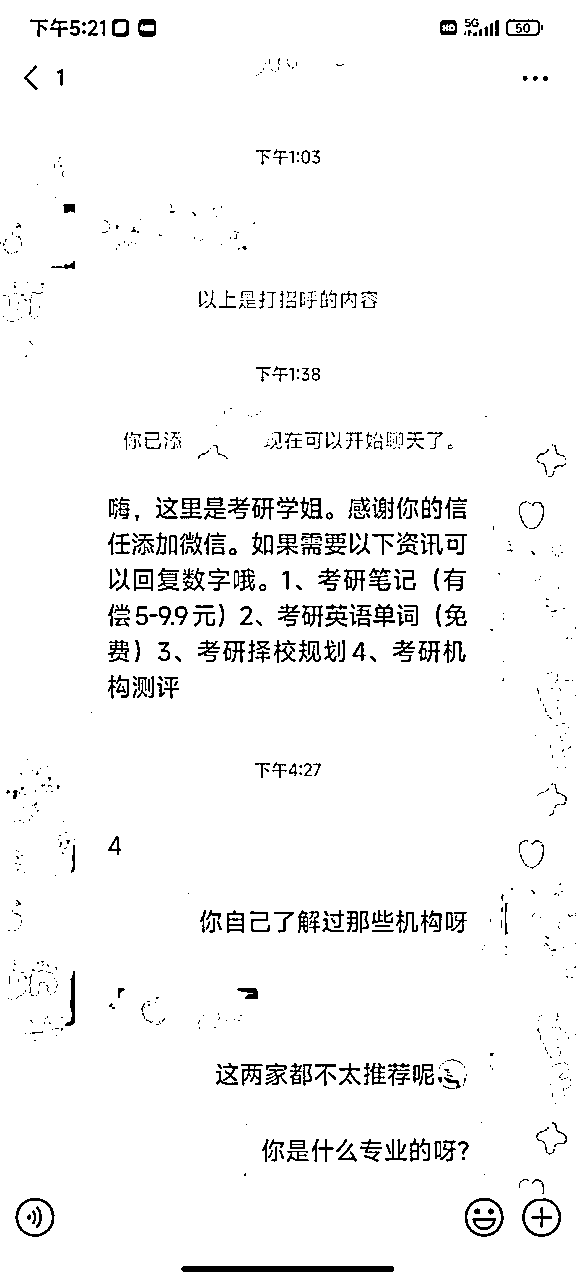 下午5:21
HD 5G 50
1
下午1:03
以上是打招呼的内容
下午1:38
你已添 现在可以开始聊天了。
嗨，这里是考研学姐。感谢你的信
任添加微信。如果需要以下资讯可
以回复数字哦。1、考研笔记（有
偿5-9.9元）2、考研英语单词（免
费）3、考研择校规划4、考研机
构测评
下午4:27
4
你自己了解过那些机构呀
这两家都不太推荐呢
你是什么专业的呀?